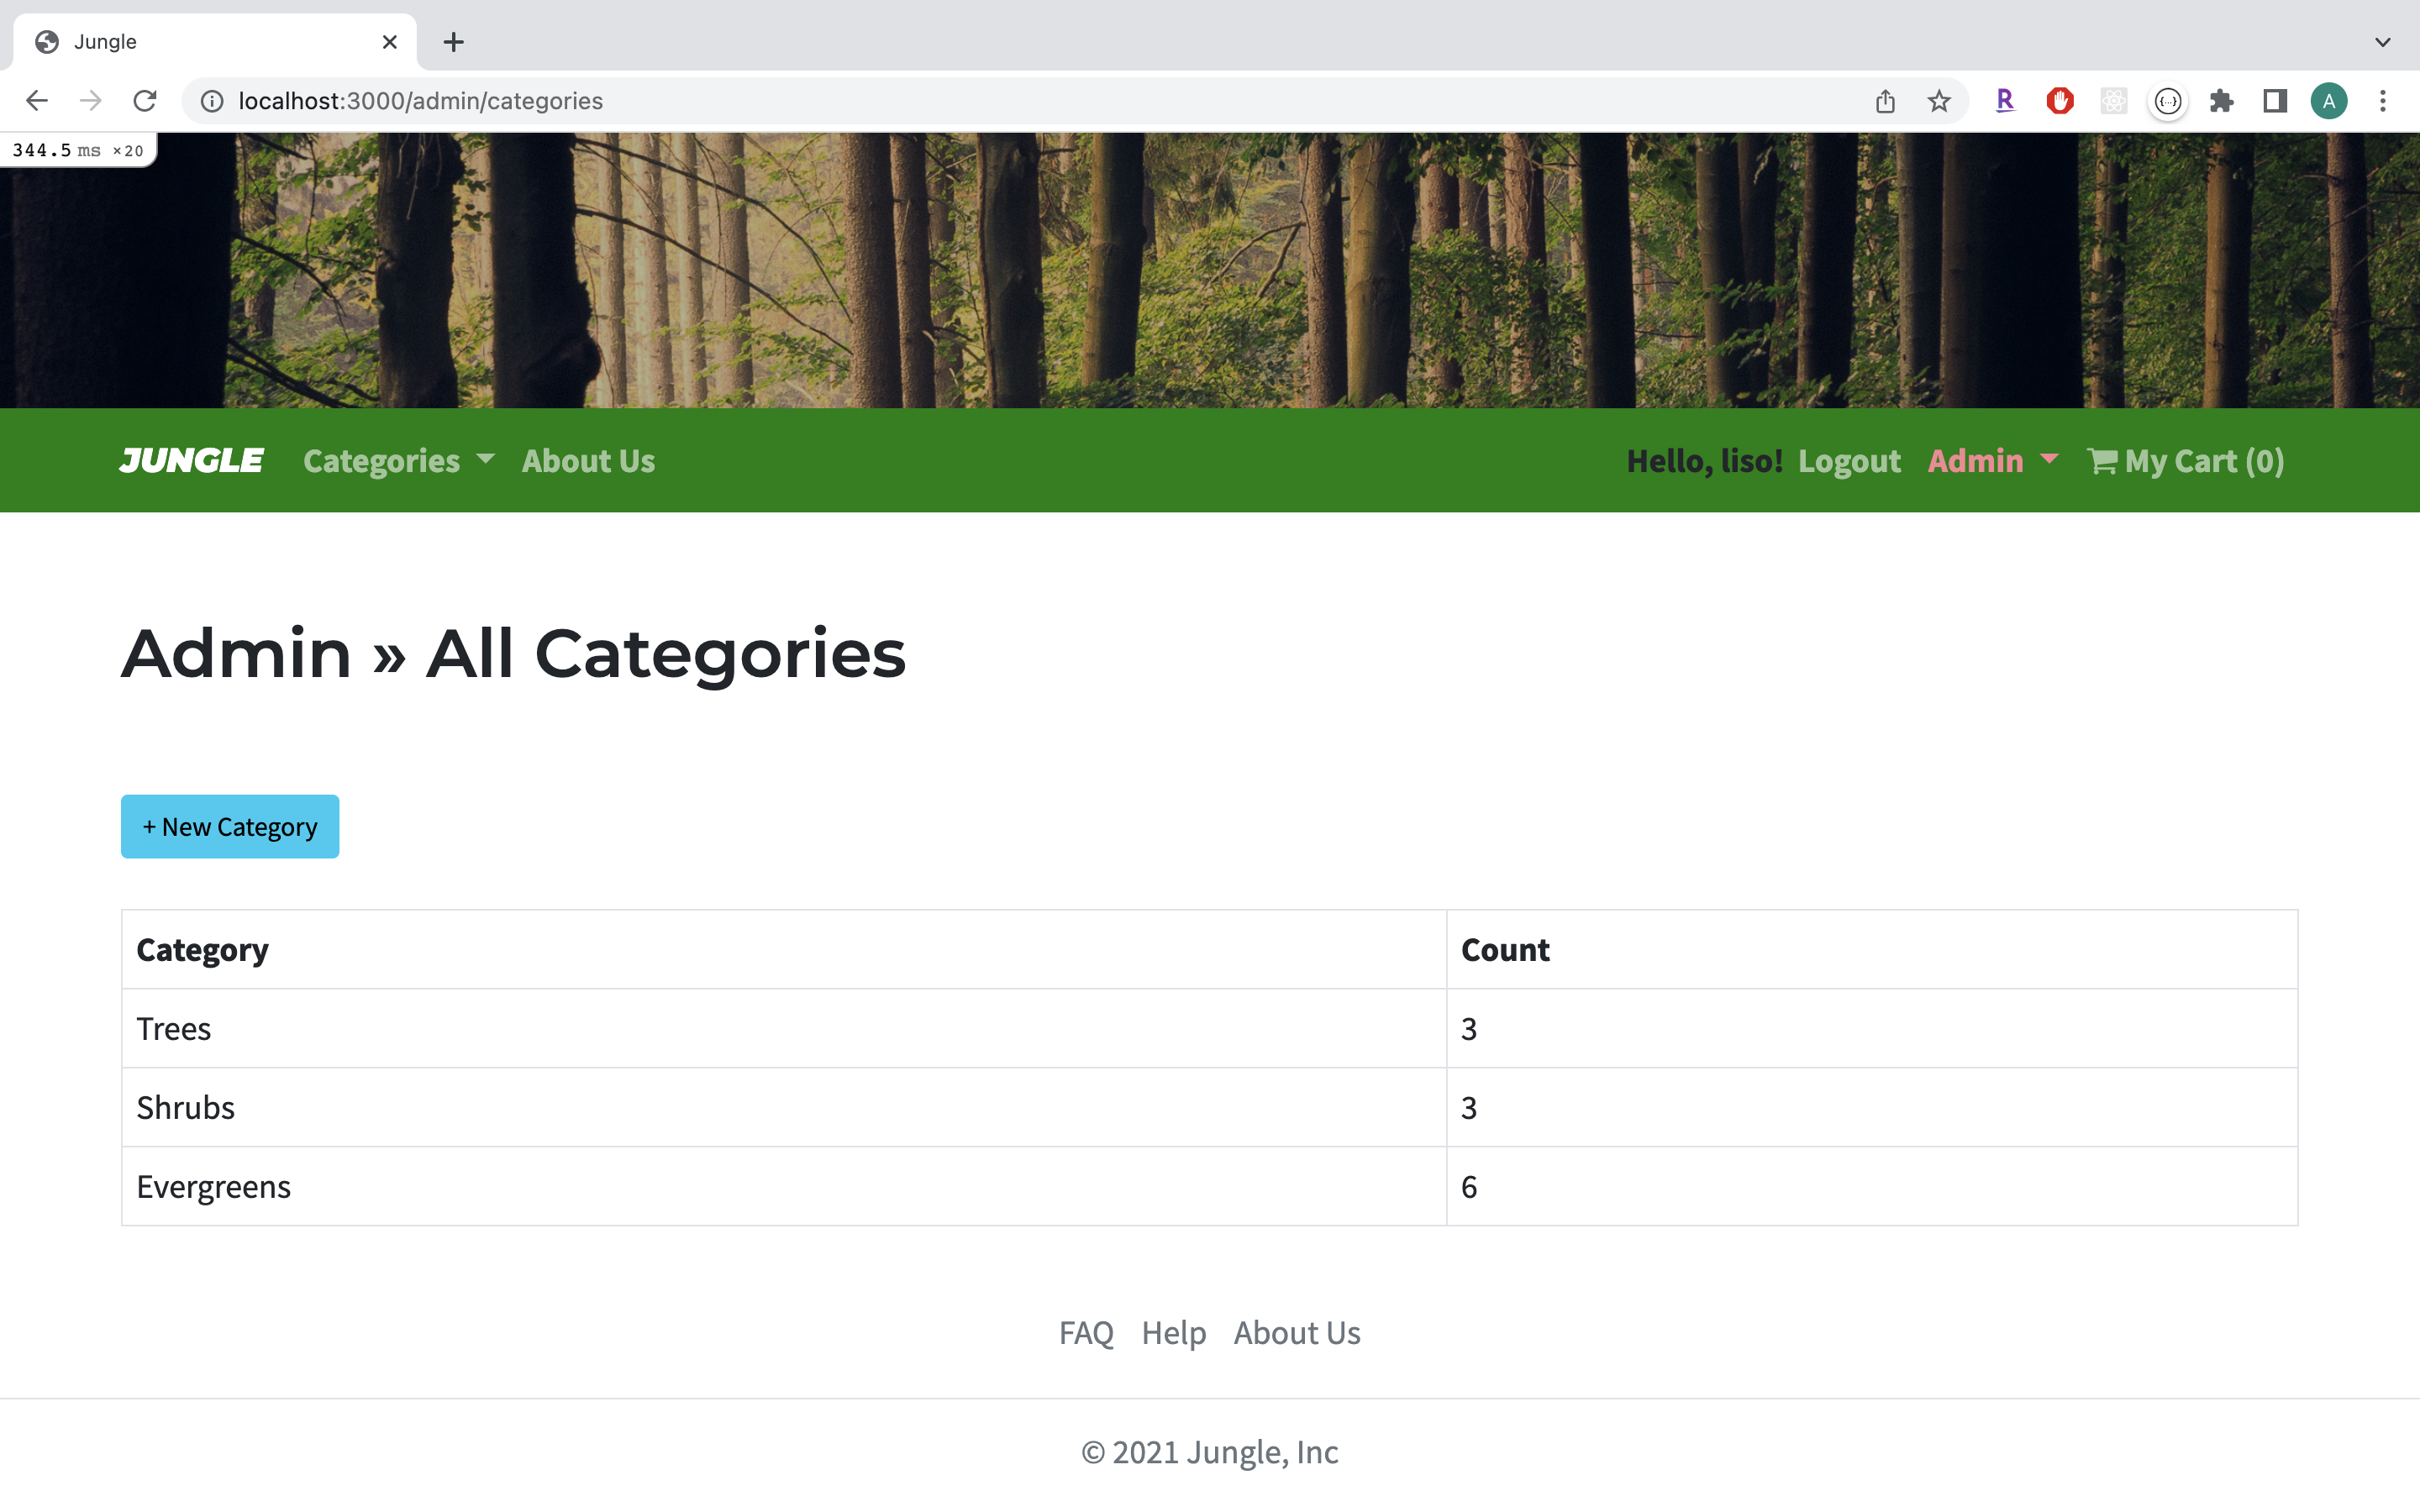 Jungle
localhost:3000/admin/categories
R
A
344.5 ms ×20
JUNGLE Categories About Us Hello, liso! Logout Admin My Cart (0)
Admin » All Categories
+ New Category
Category Count
Trees 3
Shrubs 3
Evergreens 6
FAQ Help About Us
© 2021 Jungle, Inc